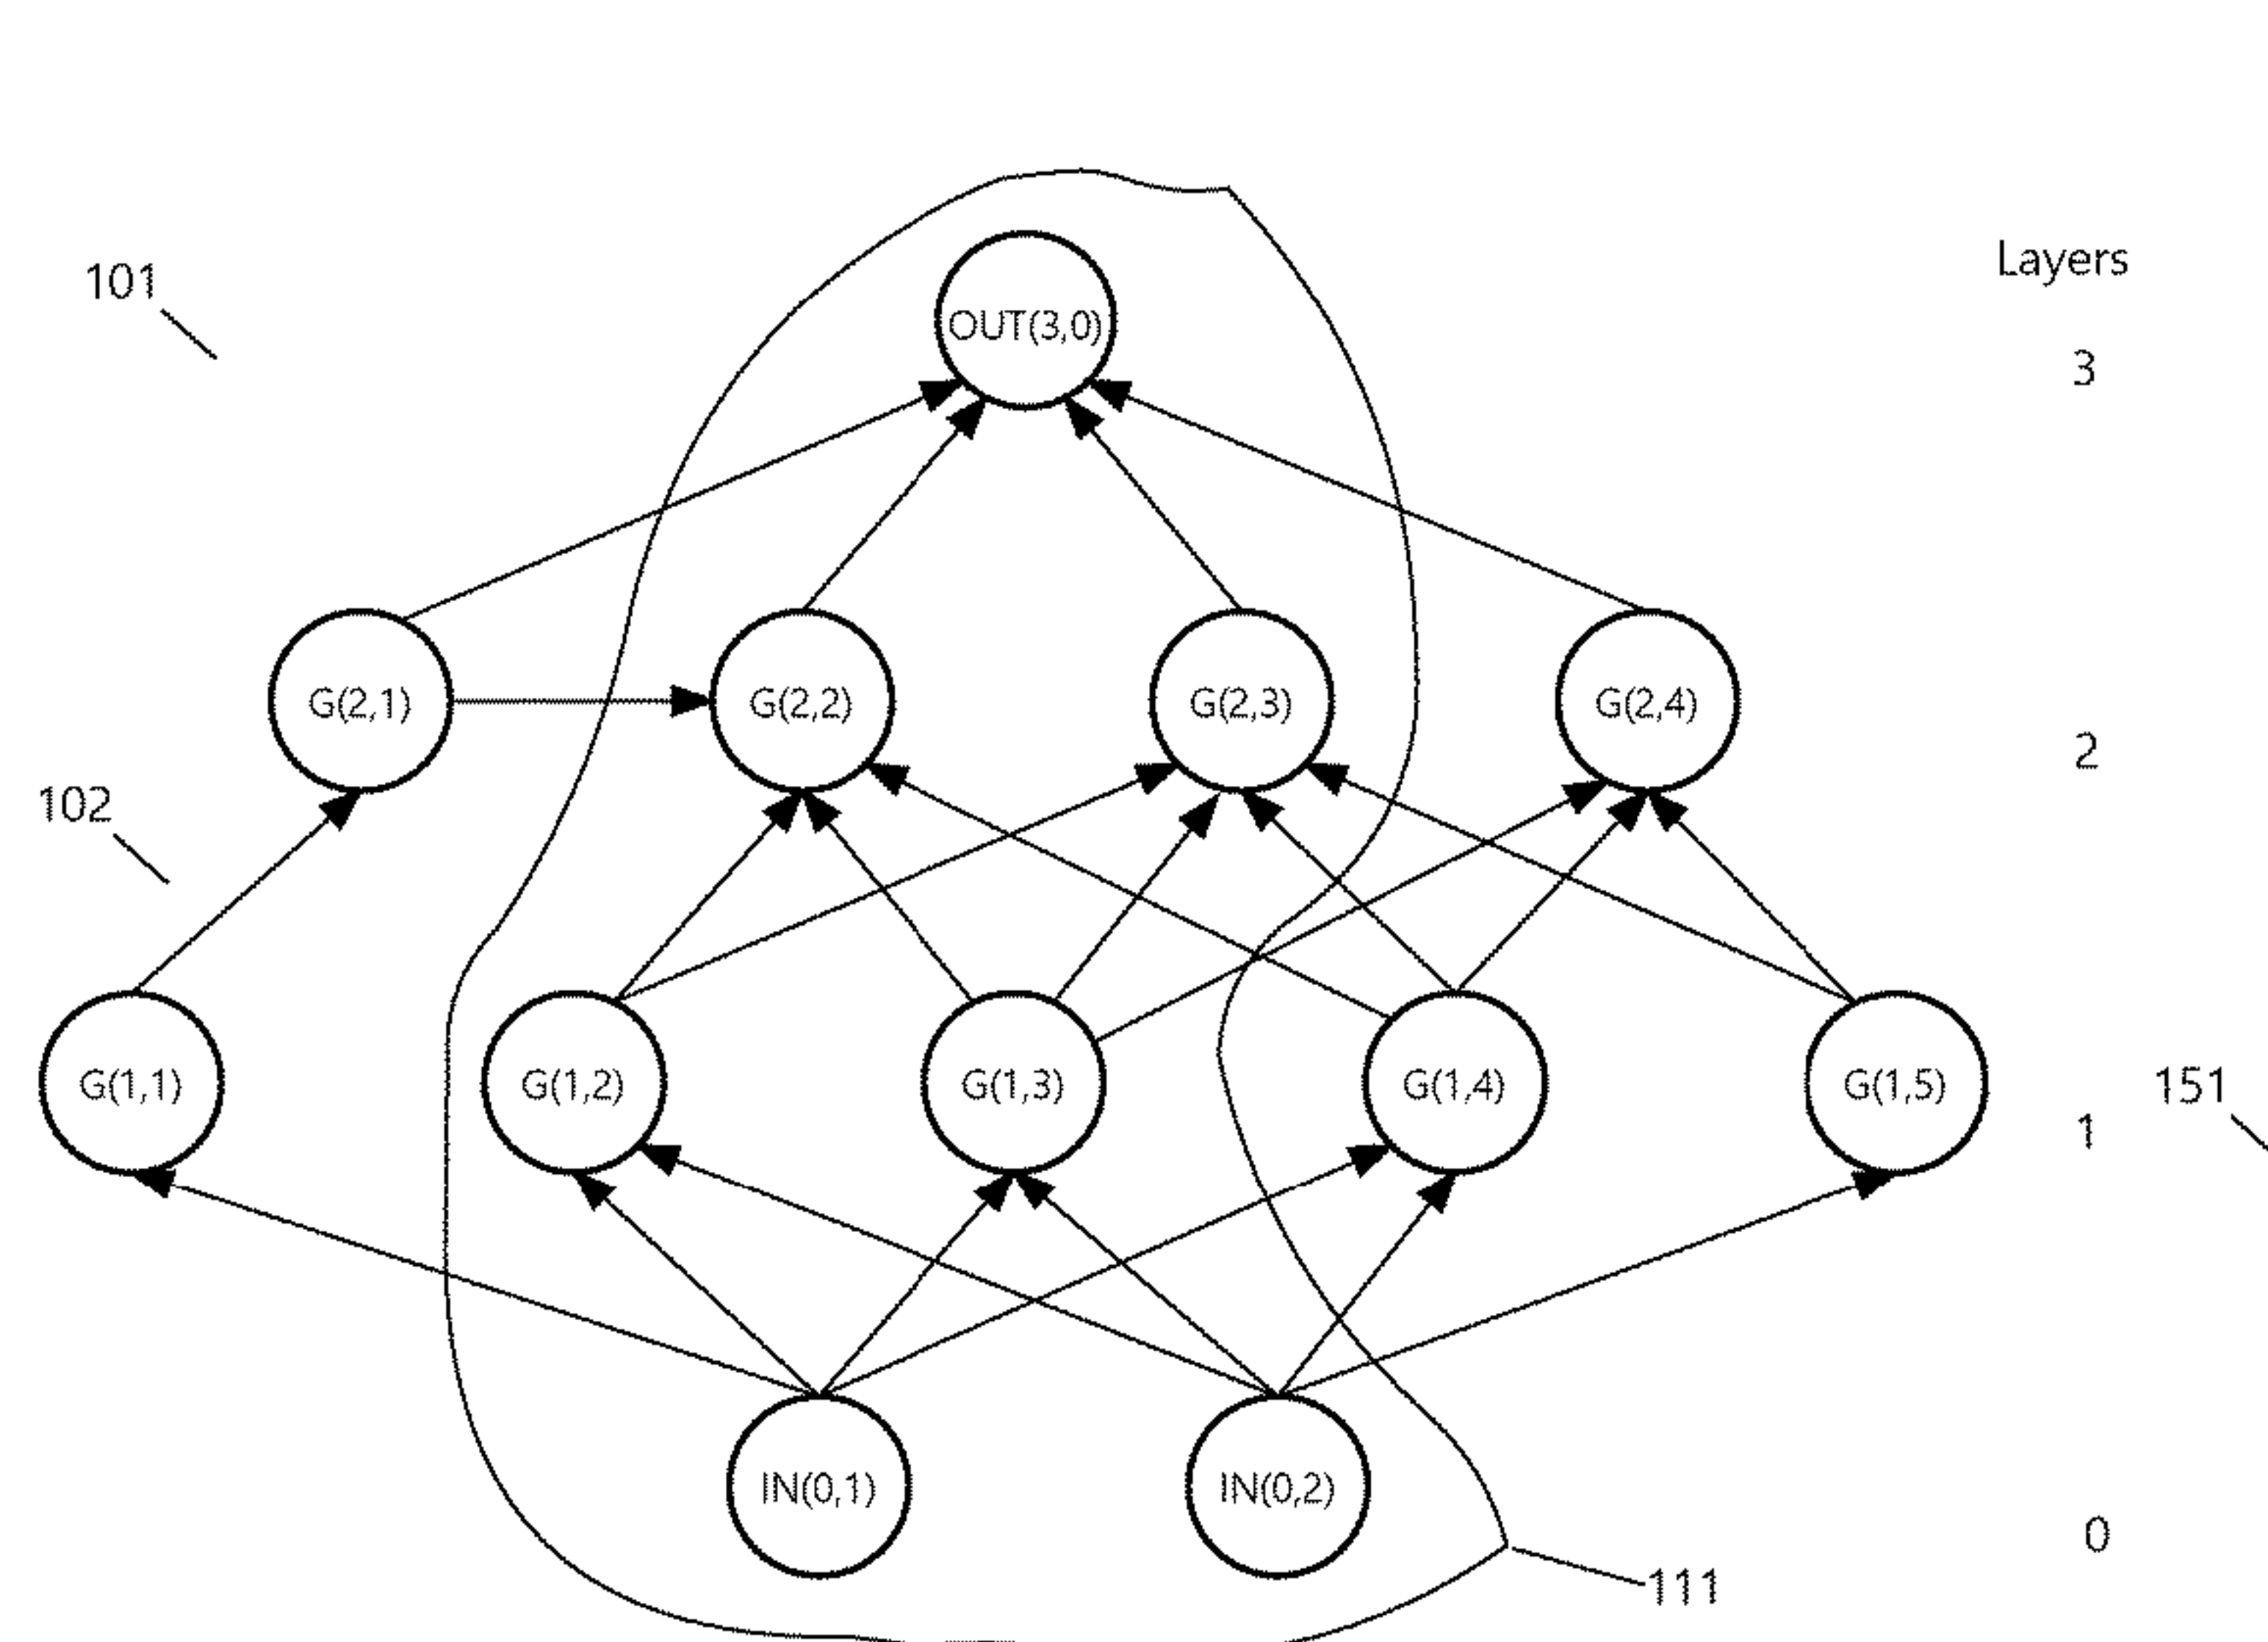 Layers
101
OUT(3,0)
3
G(2,1)
G(2,2)
G(2,3)
G(2,4)
2
102
G(1,1)
G(1,2)
G(1,3)
G(1,4)
G(1,5)
1
151
IN(0,1)
IN(0,2)
0
111